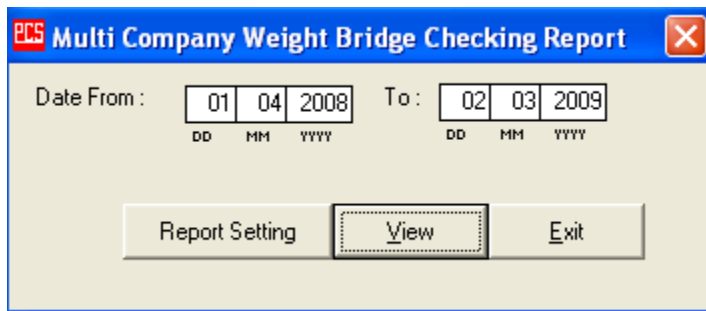 PCS Multi Company Weight Bridge Checking Report
Date From : 01 04 2008 To : 02 03 2009
DD MM YYYY DD MM YYYY
Report Setting View Exit